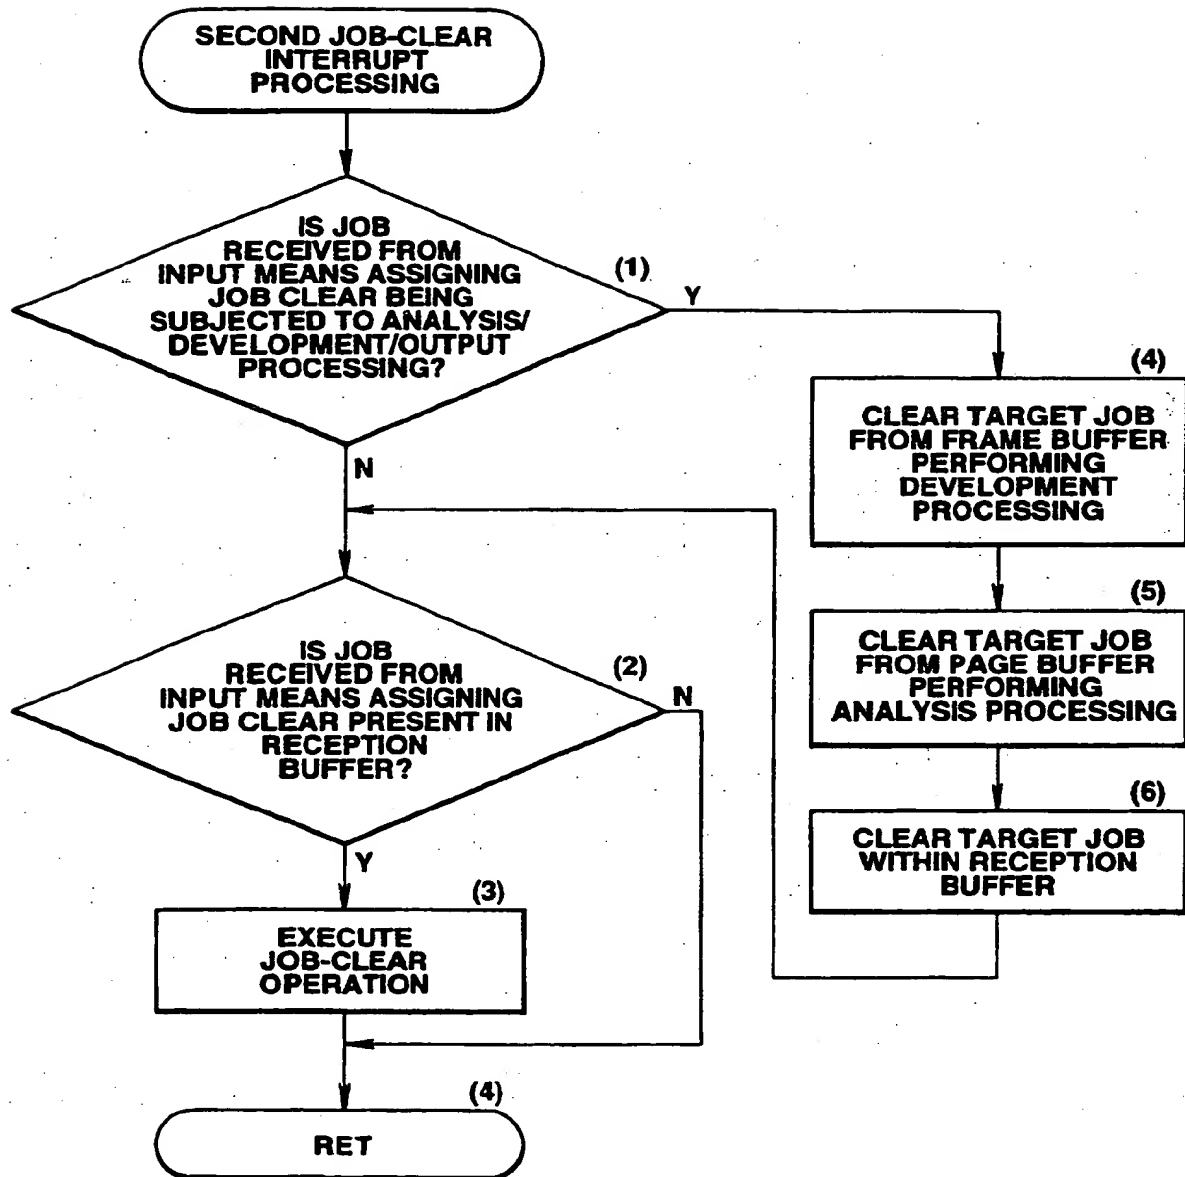 SECOND JOB-CLEAR
INTERRUPT
PROCESSING
IS JOB
RECEIVED FROM
INPUT MEANS ASSIGNING
JOB CLEAR BEING
SUBJECTED TO ANALYSIS/
DEVELOPMENT/OUTPUT
PROCESSING?
(1)
Y
N
(4)
CLEAR TARGET JOB
FROM FRAME BUFFER
PERFORMING
DEVELOPMENT
PROCESSING
(5)
CLEAR TARGET JOB
FROM PAGE BUFFER
PERFORMING
ANALYSIS PROCESSING
(6)
CLEAR TARGET JOB
WITHIN RECEPTION
BUFFER
IS JOB
RECEIVED FROM
INPUT MEANS ASSIGNING
JOB CLEAR PRESENT IN
RECEPTION
BUFFER?
(2)
N
Y
(3)
EXECUTE
JOB-CLEAR
OPERATION
(4)
RET